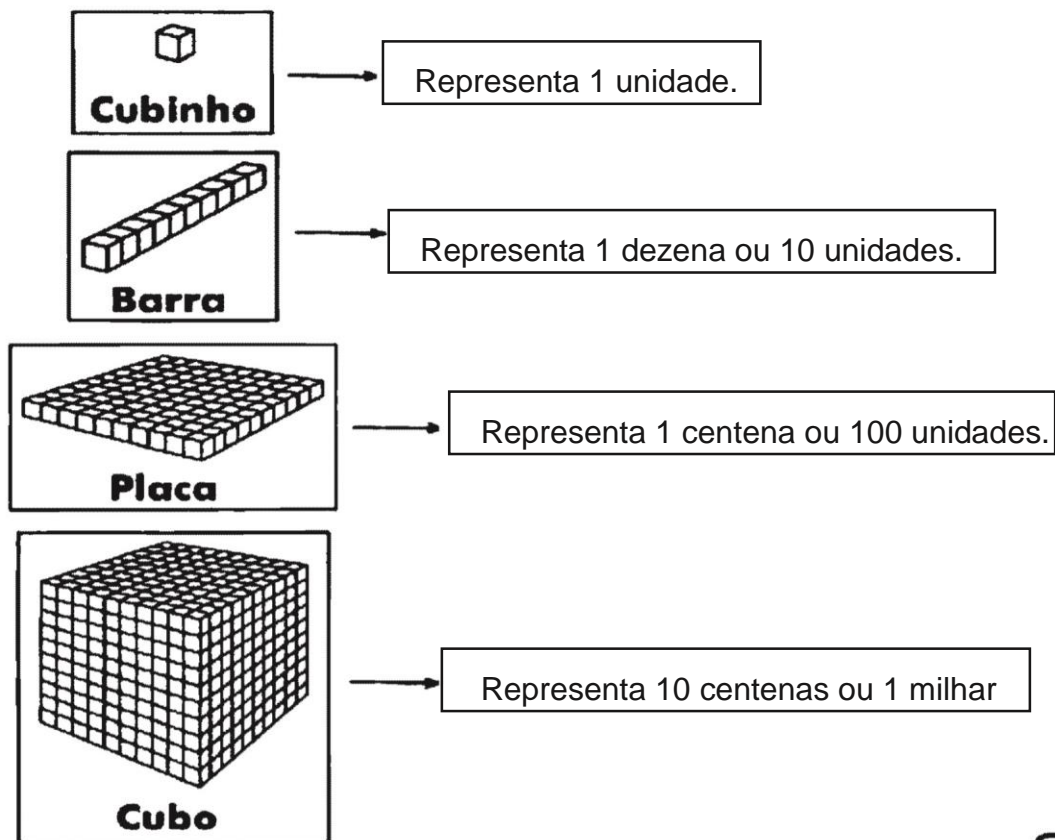 Cubinho
Representa 1 unidade.
Barra
Representa 1 dezena ou 10 unidades.
Placa
Representa 1 centena ou 100 unidades.
Cubo
Representa 10 centenas ou 1 milhar